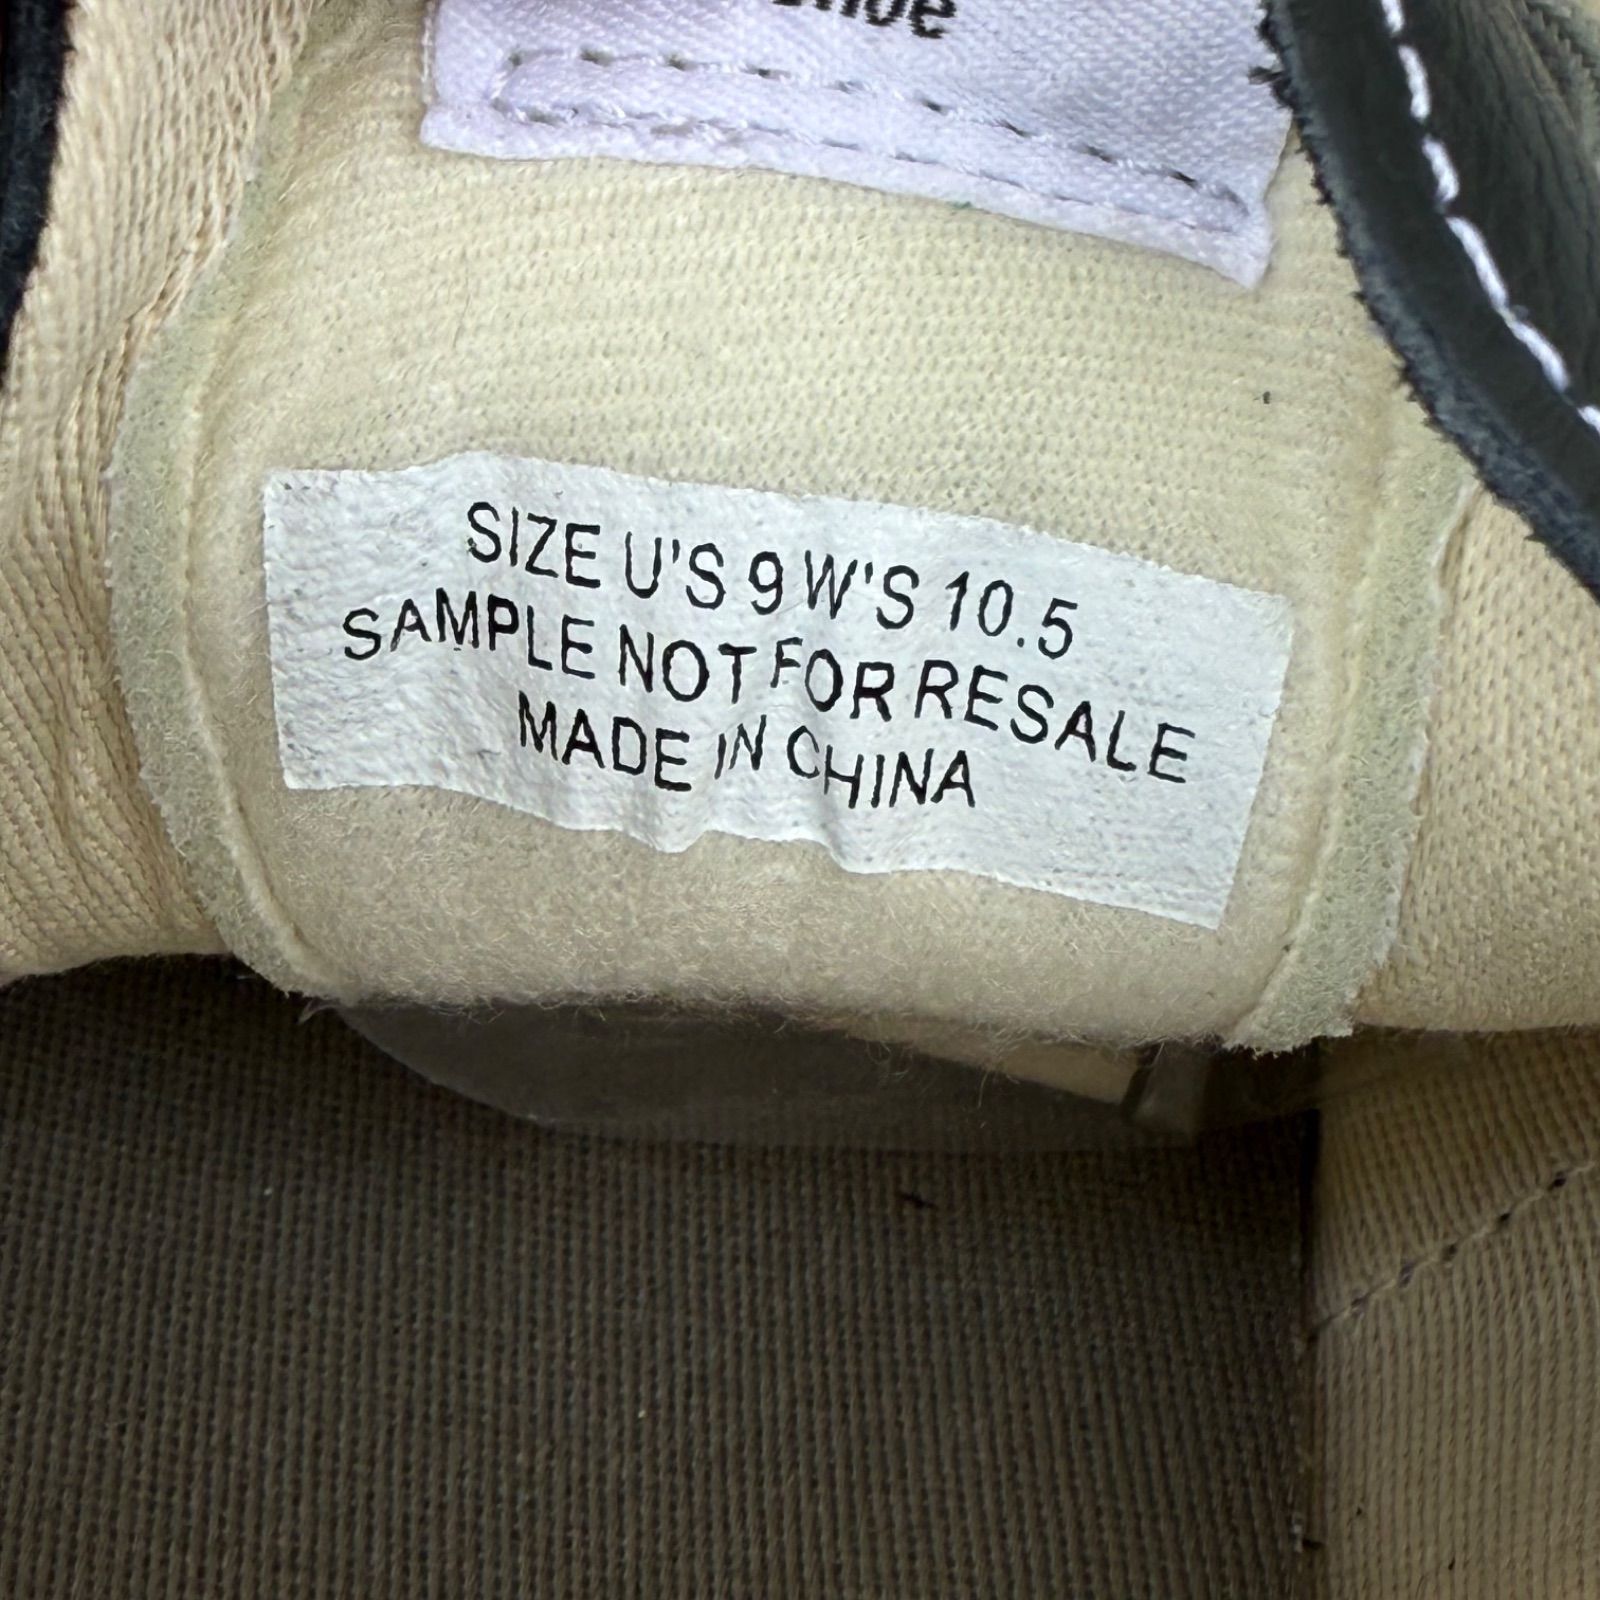 SIZE U'S 9 W'S 10.5
SAMPLE NOT FOR RESALE
MADE IN CHINA